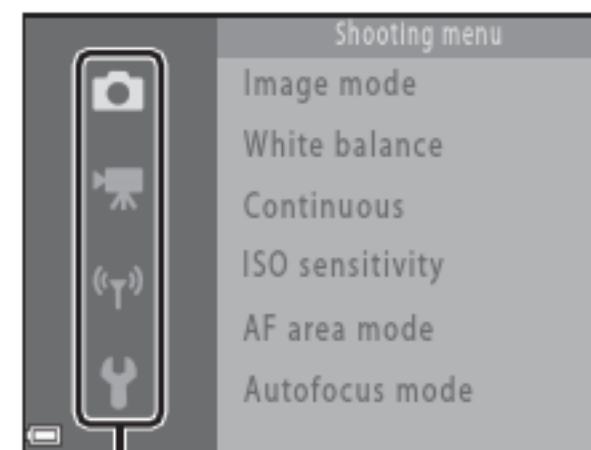 Shooting menu
Image mode
White balance
Continuous
ISO sensitivity
AF area mode
Autofocus mode